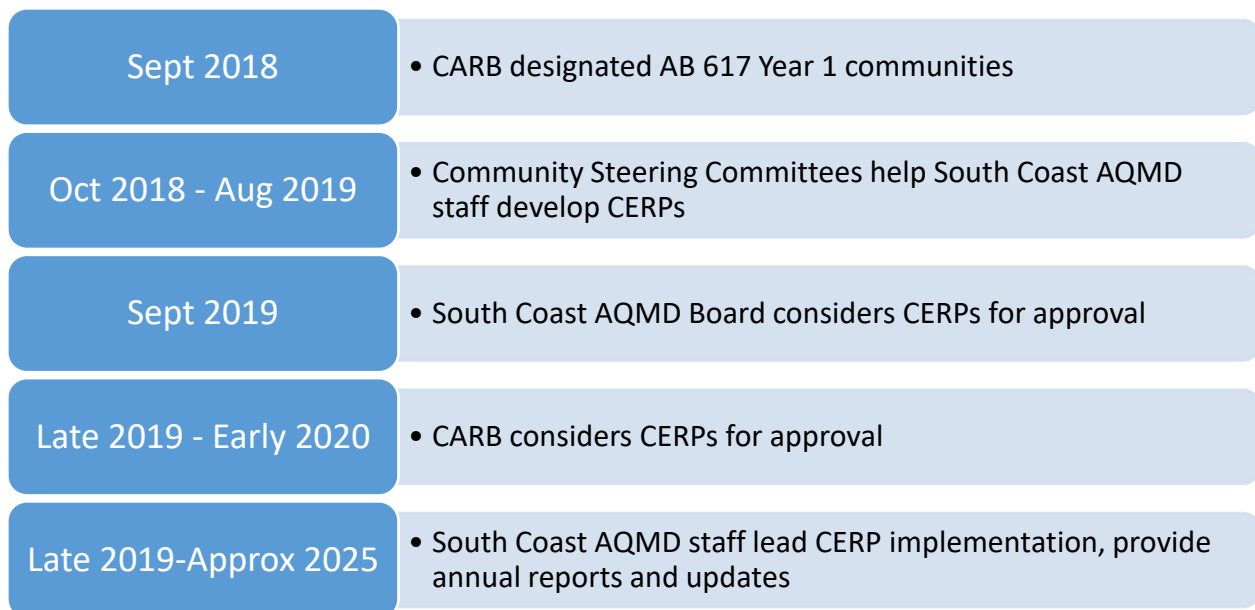 Sept 2018
• CARB designated AB 617 Year 1 communities
Oct 2018 - Aug 2019
• Community Steering Committees help South Coast AQMD
staff develop CERPs
Sept 2019
• South Coast AQMD Board considers CERPs for approval
Late 2019 - Early 2020
• CARB considers CERPs for approval
Late 2019-Approx 2025
• South Coast AQMD staff lead CERP implementation, provide
annual reports and updates